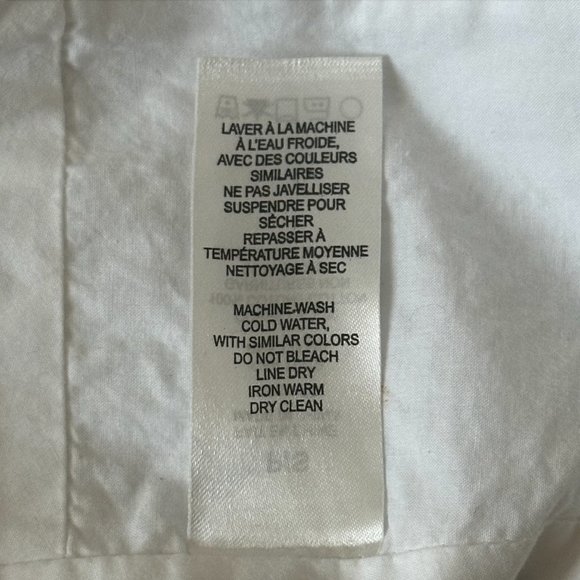 LAVER À LA MACHINE
À L'EAU FROIDE,
AVEC DES COULEURS
SIMILAIRES
NE PAS JAVELLISER
SUSPENDRE POUR
SÉCHER
REPASSER À
TEMPÉRATURE MOYENNE
NETTOYAGE À SEC
MACHINE WASH
COLD WATER,
WITH SIMILAR COLORS
DO NOT BLEACH
LINE DRY
IRON WARM
DRY CLEAN